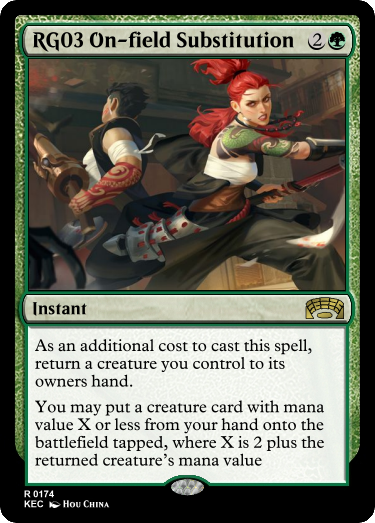 RG03 On-field Substitution 2
Instant
As an additional cost to cast this spell,
return a creature you control to its
owners hand.
You may put a creature card with mana
value X or less from your hand onto the
battlefield tapped, where X is 2 plus the
returned creature's mana value
R 0174
KEC Hou China